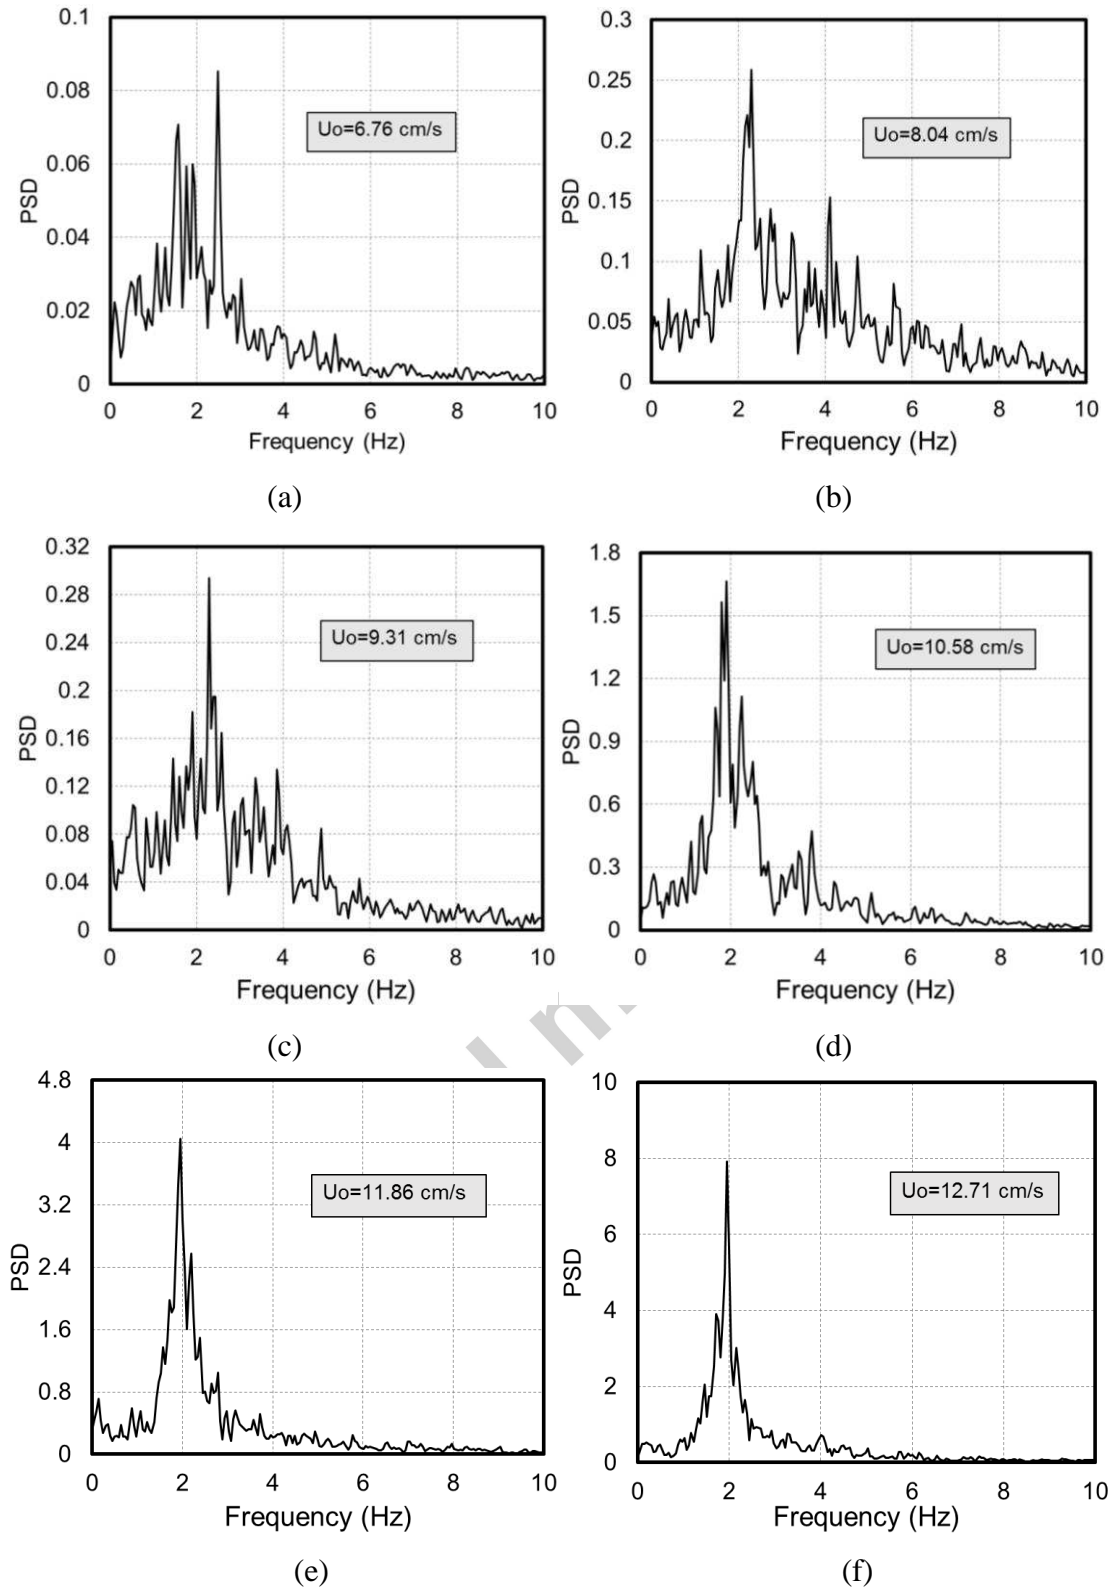 0.1
0.08
0.06
0.04
0.02
0
PSD
Uo=6.76 cm/s
0 2 4 6 8 10
Frequency (Hz)
(a)
0.3
0.25
0.2
0.15
0.1
0.05
0
PSD
Uo=8.04 cm/s
0 2 4 6 8 10
Frequency (Hz)
(b)
0.32
0.28
0.24
0.2
0.16
0.12
0.08
0.04
0
PSD
Uo=9.31 cm/s
0 2 4 6 8 10
Frequency (Hz)
(c)
1.8
1.5
1.2
0.9
0.6
0.3
0
PSD
Uo=10.58 cm/s
0 2 4 6 8 10
Frequency (Hz)
(d)
4.8
4
3.2
2.4
1.6
0.8
0
PSD
Uo=11.86 cm/s
0 2 4 6 8 10
Frequency (Hz)
(e)
10
8
6
4
2
0
PSD
Uo=12.71 cm/s
0 2 4 6 8 10
Frequency (Hz)
(f)